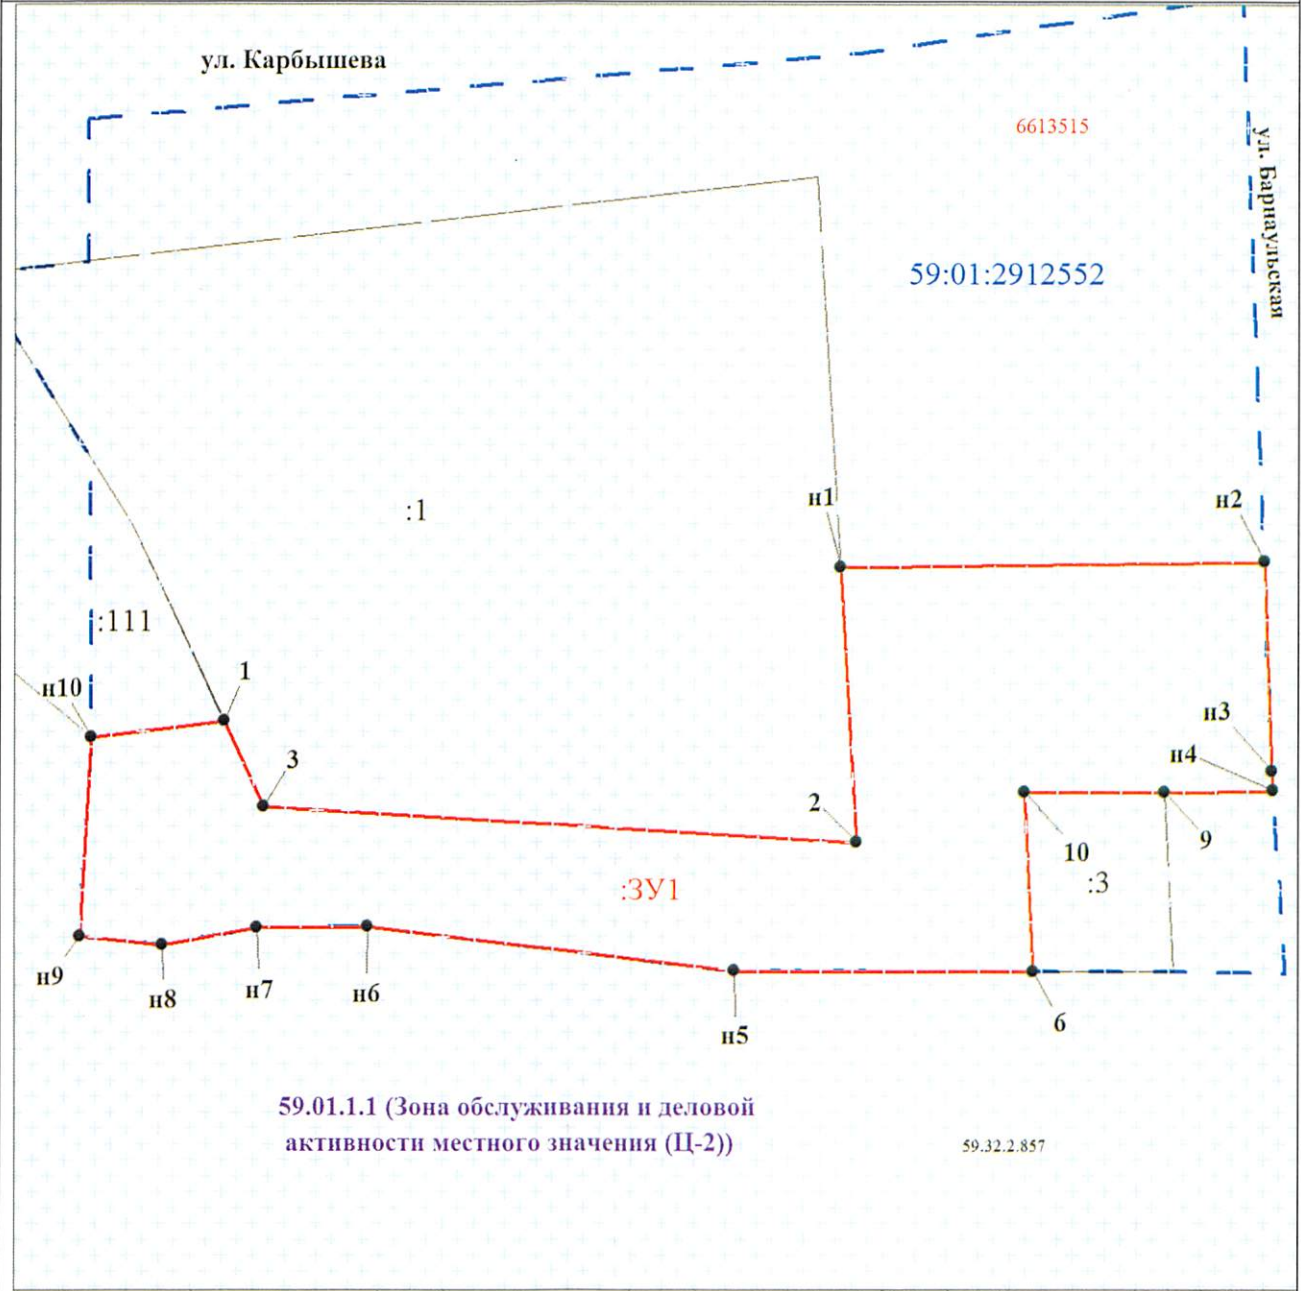 ул. Карбышева
6613515
ул. Барнаульская
59:01:2912552
:1
н1
н2
:111
н10
1
3
н3
н4
2
10
9
:3
:ЗУ1
н9
н8
н7
н6
н5
6
59.01.1.1 (Зона обслуживания и деловой
активности местного значения (Ц-2))
59.32.2.857